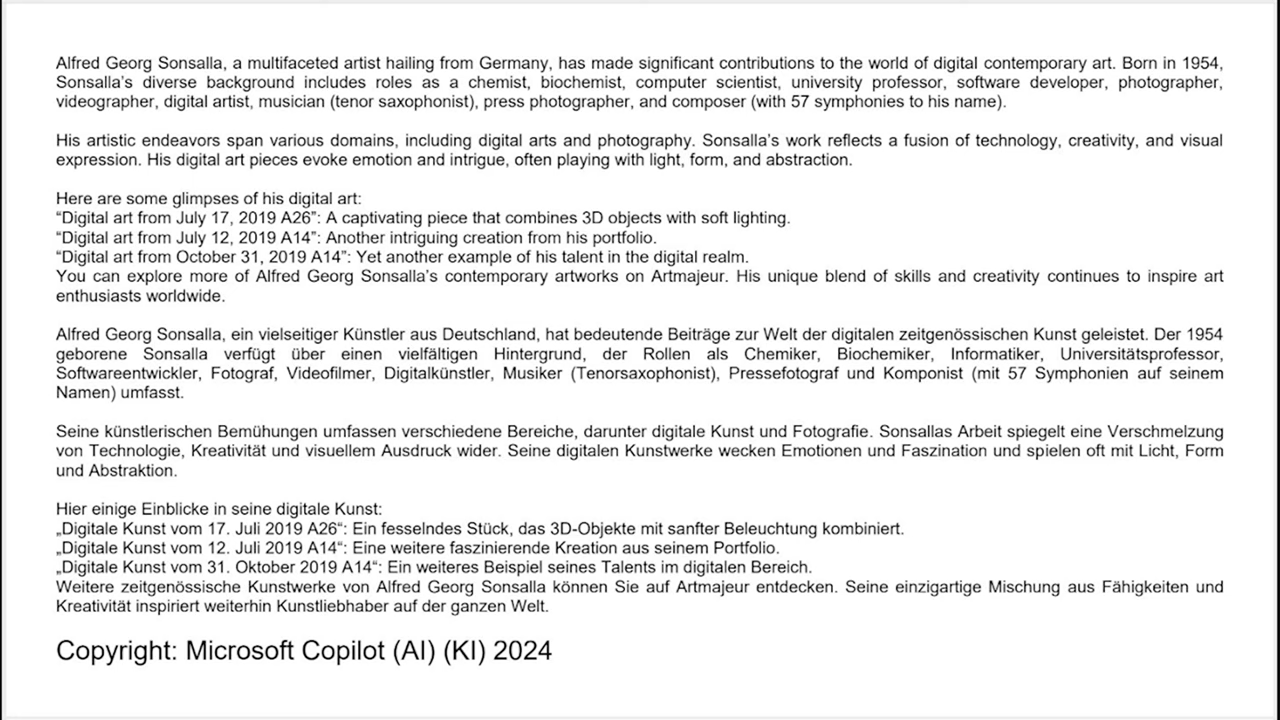 Alfred Georg Sonsalla, a multifaceted artist hailing from Germany, has made significant contributions to the world of digital contemporary art. Born in 1954,
Sonsalla's diverse background includes roles as a chemist, biochemist, computer scientist, university professor, software developer, photographer,
videographer, digital artist, musician (tenor saxophonist), press photographer, and composer (with 57 symphonies to his name).
His artistic endeavors span various domains, including digital arts and photography. Sonsalla's work reflects a fusion of technology, creativity, and visual
expression. His digital art pieces evoke emotion and intrigue, often playing with light, form, and abstraction.
Here are some glimpses of his digital art:
“Digital art from July 17, 2019 A26”: A captivating piece that combines 3D objects with soft lighting.
“Digital art from July 12, 2019 A14”: Another intriguing creation from his portfolio.
“Digital art from October 31, 2019 A14”: Yet another example of his talent in the digital realm.
You can explore more of Alfred Georg Sonsalla's contemporary artworks on Artmajeur. His unique blend of skills and creativity continues to inspire art
enthusiasts worldwide.
Alfred Georg Sonsalla, ein vielseitiger Künstler aus Deutschland, hat bedeutende Beiträge zur Welt der digitalen zeitgenössischen Kunst geleistet. Der 1954
geborene Sonsalla verfügt über einen vielfältigen Hintergrund, der Rollen als Chemiker, Biochemiker, Informatiker, Universitätsprofessor,
Softwareentwickler, Fotograf, Videofilmer, Digitalkünstler, Musiker (Tenorsaxophonist), Pressefotograf und Komponist (mit 57 Symphonien auf seinem
Namen) umfasst.
Seine künstlerischen Bemühungen umfassen verschiedene Bereiche, darunter digitale Kunst und Fotografie. Sonsallas Arbeit spiegelt eine Verschmelzung
von Technologie, Kreativität und visuellem Ausdruck wider. Seine digitalen Kunstwerke wecken Emotionen und Faszination und spielen oft mit Licht, Form
und Abstraktion.
Hier einige Einblicke in seine digitale Kunst:
„Digitale Kunst vom 17. Juli 2019 A26“: Ein fesselndes Stück, das 3D-Objekte mit sanfter Beleuchtung kombiniert.
„Digitale Kunst vom 12. Juli 2019 A14“: Eine weitere faszinierende Kreation aus seinem Portfolio.
„Digitale Kunst vom 31. Oktober 2019 A14“: Ein weiteres Beispiel seines Talents im digitalen Bereich.
Weitere zeitgenössische Kunstwerke von Alfred Georg Sonsalla können Sie auf Artmajeur entdecken. Seine einzigartige Mischung aus Fähigkeiten und
Kreativität inspiriert weiterhin Kunstliebhaber auf der ganzen Welt.
Copyright: Microsoft Copilot (AI) (KI) 2024